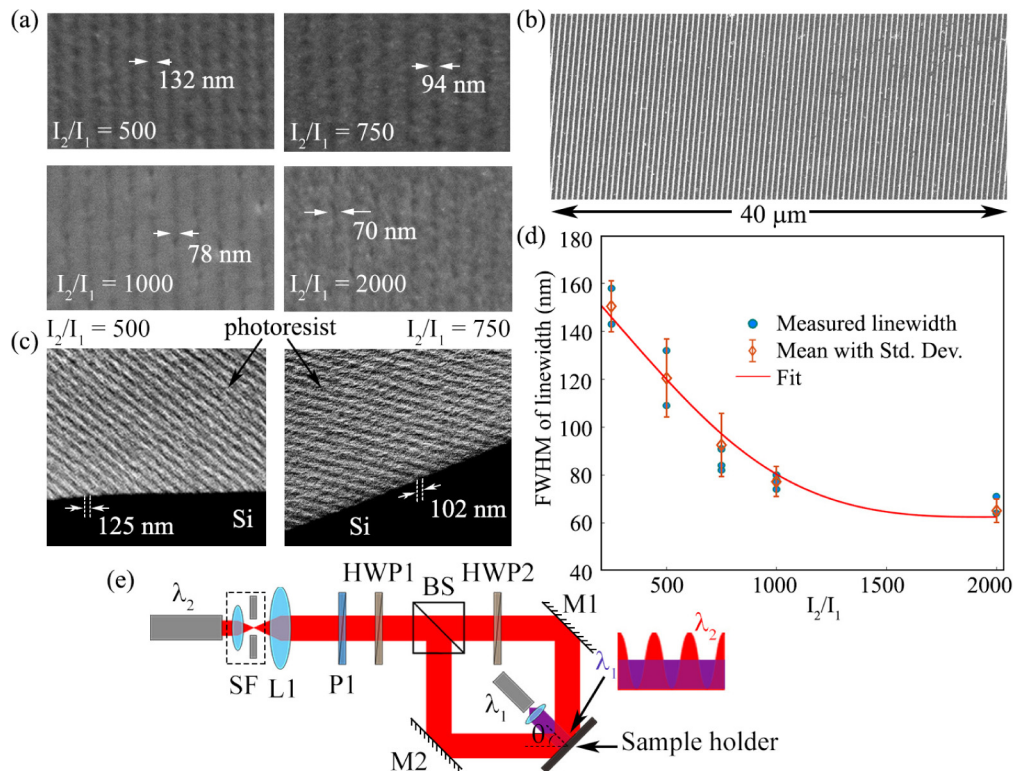 (a)
132 nm
I₂/I₁ = 500
94 nm
I₂/I₁ = 750
78 nm
I₂/I₁ = 1000
70 nm
I₂/I₁ = 2000
(b)
40 μm
(c)
I₂/I₁ = 500
photoresist
I₂/I₁ = 750
125 nm
Si
102 nm
Si
(d)
FWHM of linewidth (nm)
180
160
140
120
100
80
60
40
Measured linewidth
Mean with Std. Dev.
Fit
500
1000
1500
2000
I₂/I₁
(e)
λ₂
SF
L1
P1
HWP1
BS
HWP2
M1
λ₁
λ₁
λ₂
θ
M2
Sample holder